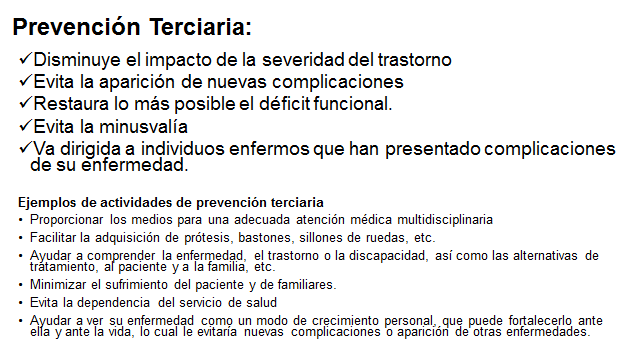 Prevención Terciaria:
✓Disminuye el impacto de la severidad del trastorno
✓Evita la aparición de nuevas complicaciones
✓Restaura lo más posible el déficit funcional.
✓Evita la minusvalía
✓Va dirigida a individuos enfermos que han presentado complicaciones
de su enfermedad.
Ejemplos de actividades de prevención terciaria
• Proporcionar los medios para una adecuada atención médica multidisciplinaria
• Facilitar la adquisición de prótesis, bastones, sillones de ruedas, etc.
• Ayudar a comprender la enfermedad, el trastorno o la discapacidad, así como las alternativas de
tratamiento, al paciente y a la familia, etc.
• Minimizar el sufrimiento del paciente y de familiares.
• Evita la dependencia del servicio de salud
• Ayudar a ver su enfermedad como un modo de crecimiento personal, que puede fortalecerlo ante
ella y ante la vida, lo cual le evitaría nuevas complicaciones o aparición de otras enfermedades.